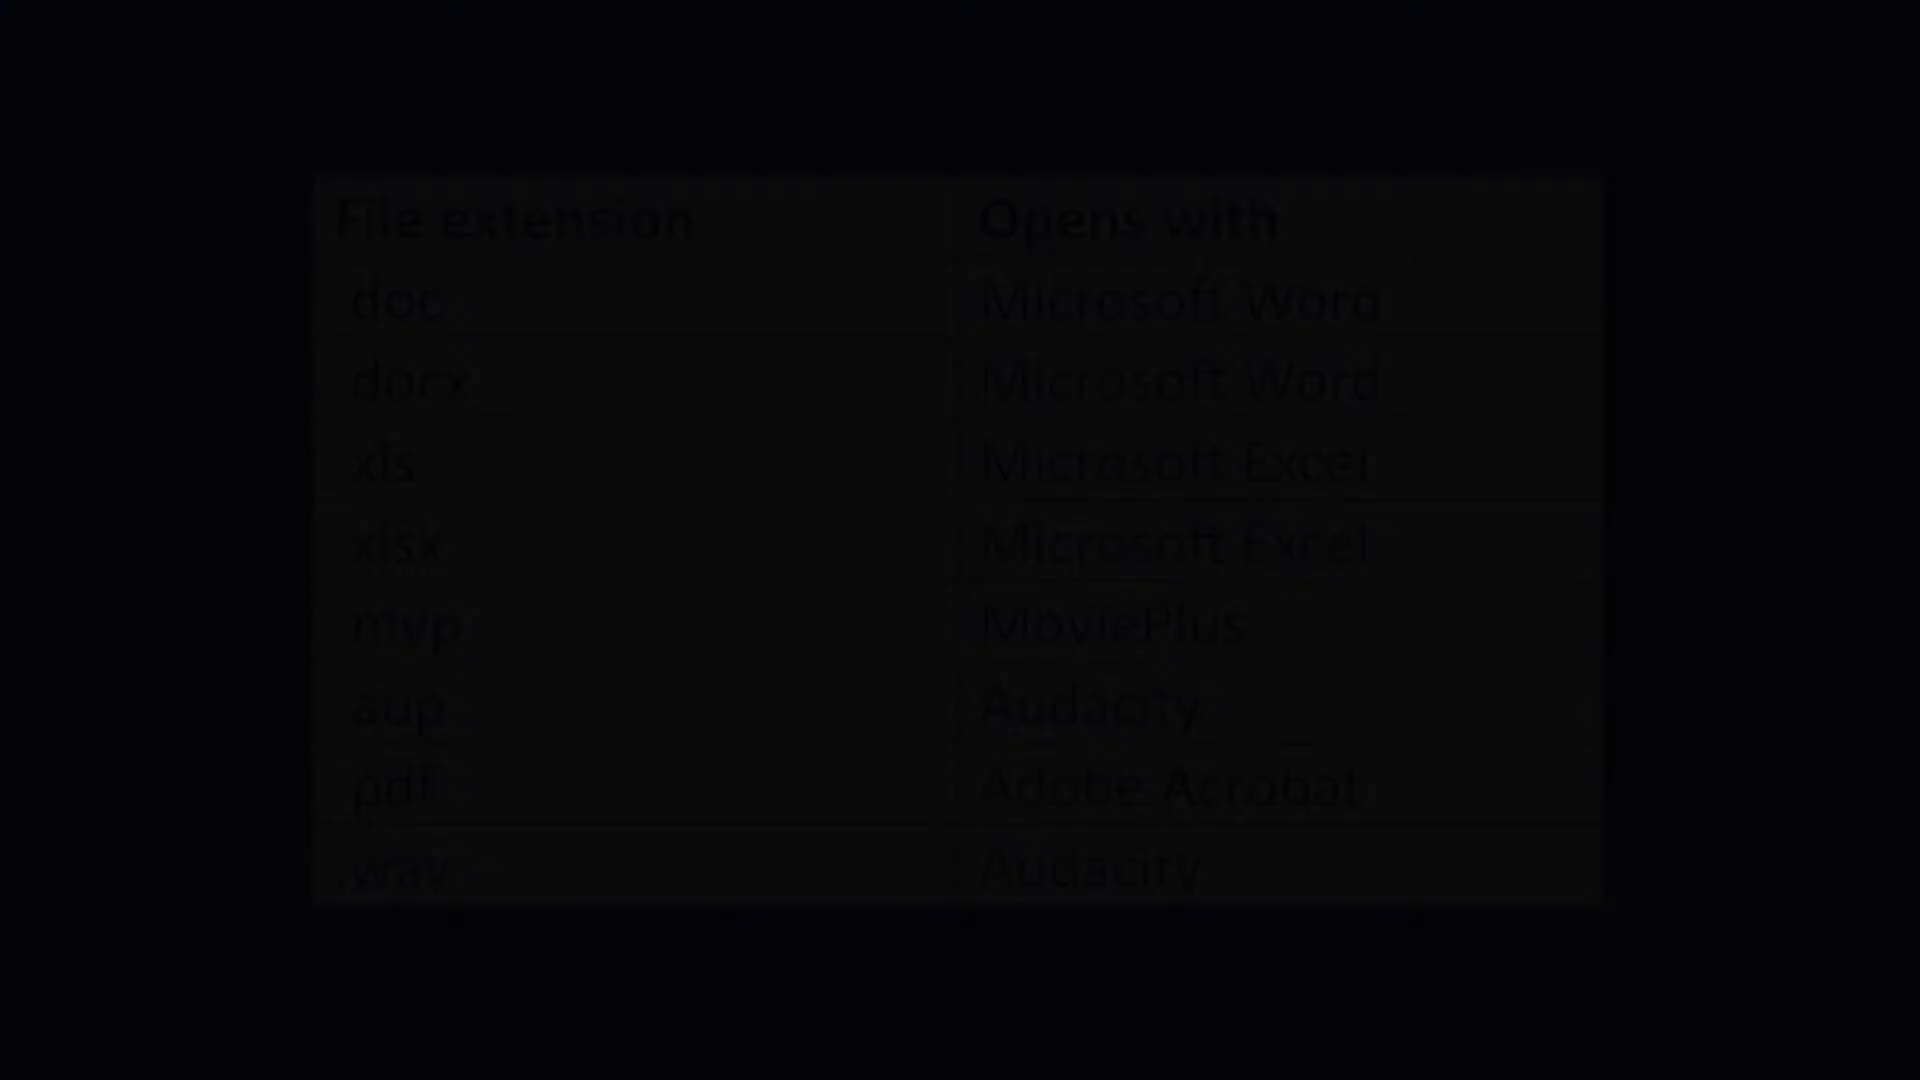 File extension Opens with
.doc Microsoft Word
.docx Microsoft Word
.xls Microsoft Excel
.xlsx Microsoft Excel
.mvp Microsoft MoviePlus
.aup Audacity
.pdf Adobe Acrobat
.wav Audacity